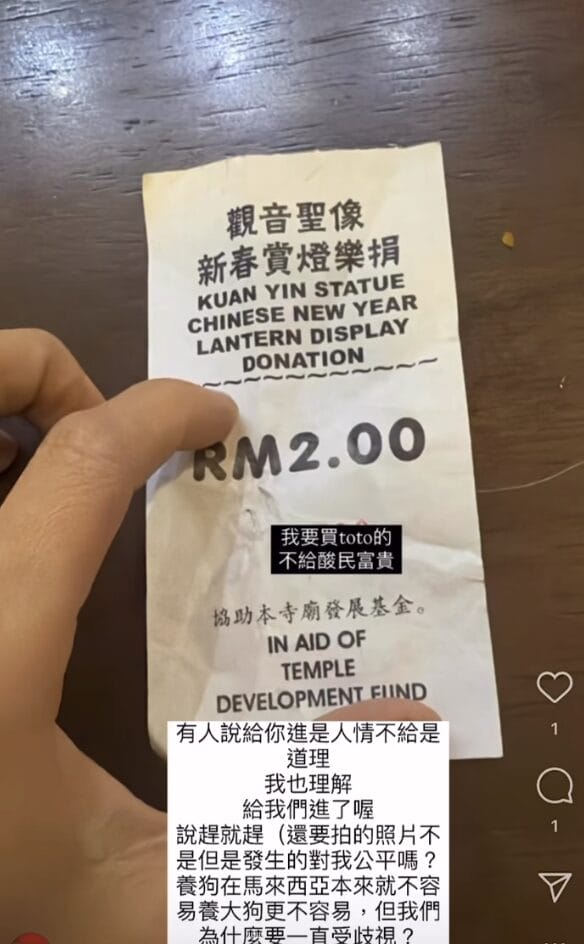 觀音聖像
新春賞燈樂捐
KUAN YIN STATUE
CHINESE NEW YEAR
LANTERN DISPLAY
DONATION
RM2.00
我要買toto的
不給酸民富貴
協助本寺廟發展基金。
IN AID OF
TEMPLE
DEVELOPMENT FUND
有人說給你進是人情不給是
道理
我也理解
給我們進了喔
說趕就趕（還要拍的照片不
是但是發生的對我公平嗎？
養狗在馬來西亞本來就不容
易養大狗更不容易，但我們
為什麼要一直受歧視？
1
1